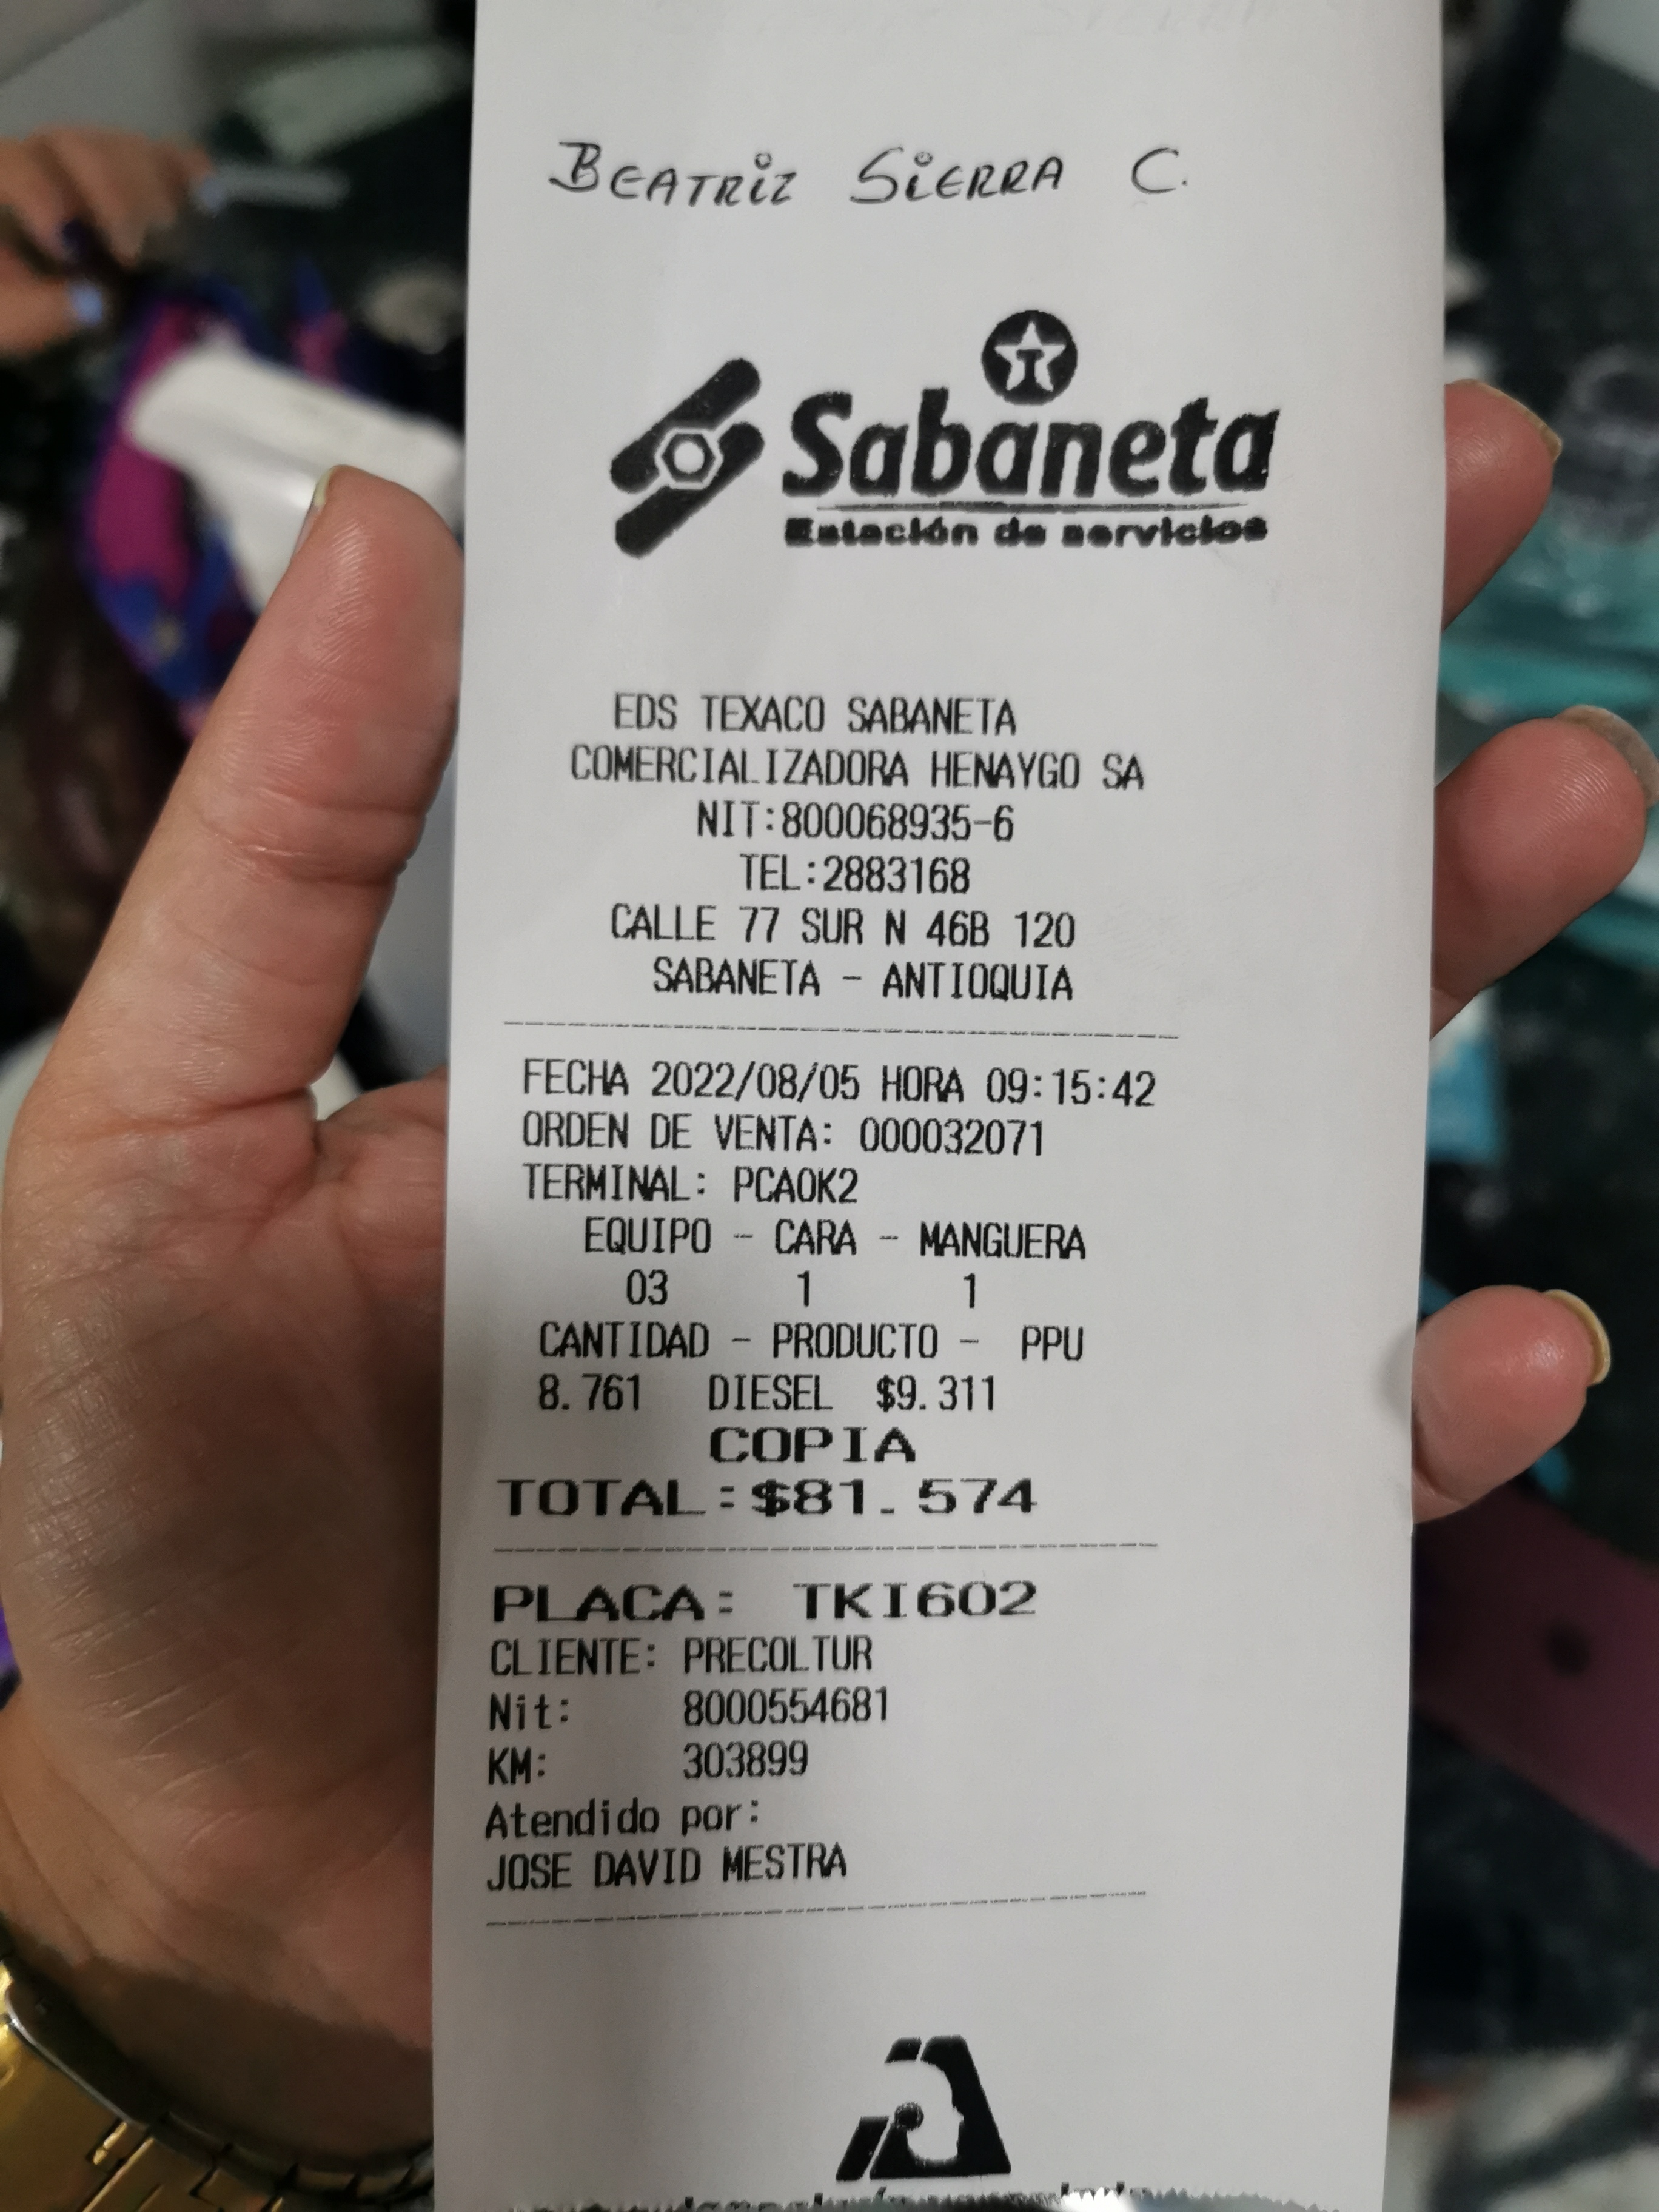 BEATRIZ SIERRA C.
Sabaneta
Estación de servicios
EDS TEXACO SABANETA
COMERCIALIZADORA HENAYGO SA
NIT:800068935-6
TEL:2883168
CALLE 77 SUR N 46B 120
SABANETA - ANTIOQUIA
FECHA 2022/08/05 HORA 09:15:42
ORDEN DE VENTA: 000032071
TERMINAL: PCAOK2
EQUIPO - CARA - MANGUERA
03 1 1
CANTIDAD - PRODUCTO - PPU
8.761 DIESEL $9.311
COPIA
TOTAL:$81.574
PLACA: TKI602
CLIENTE: PRECOLTUR
Nit: 8000554681
KM: 303899
Atendido por:
JOSE DAVID MESTRA